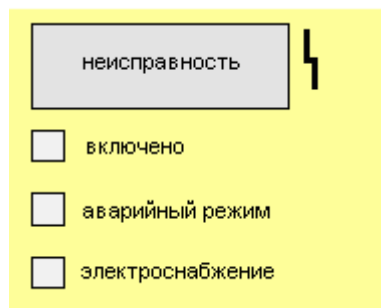 неисправность
включено
аварийный режим
электроснабжение